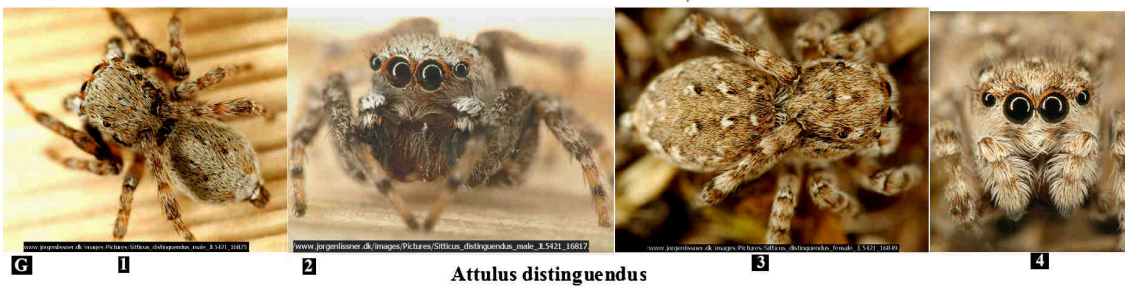 www.jorgenlissner.dk/images/Pictures/Sitticus_distinguendus_male_JL5421_16825
www.jorgenlissner.dk/images/Pictures/Sitticus_distinguendus_male_JL5421_16817
www.jorgenlissner.dk/images/Pictures/Sitticus_distinguendus_female_JL5421_16849
G 1 2 3 4
Attulus distinguendus